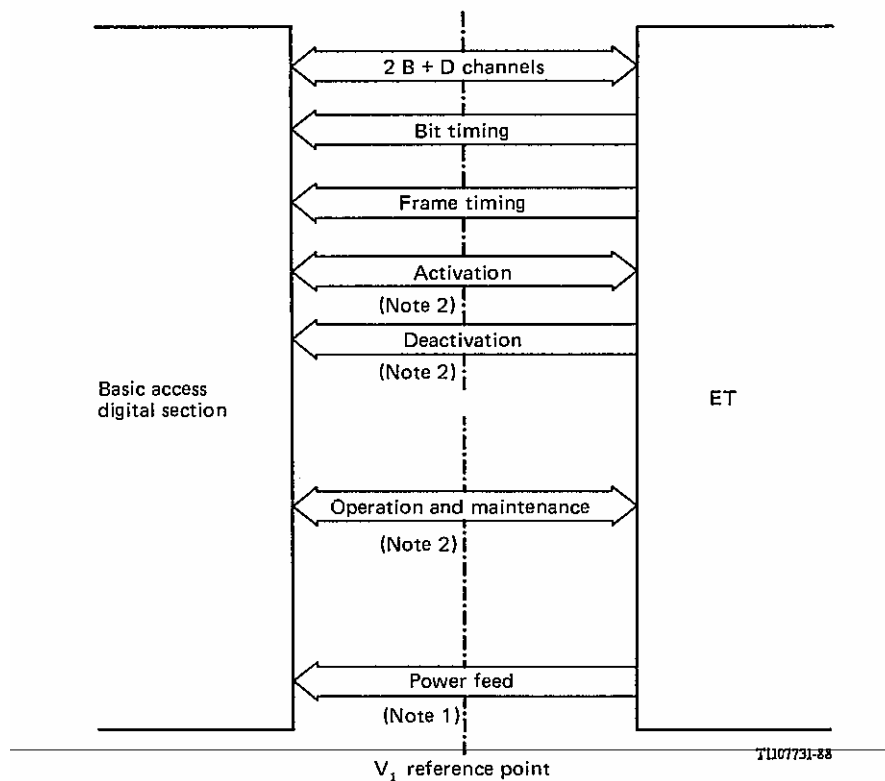 2 B + D channels
Bit timing
Frame timing
Activation
(Note 2)
Deactivation
(Note 2)
Basic access
digital section
ET
Operation and maintenance
(Note 2)
Power feed
(Note 1)
T1107731-88
V1 reference point